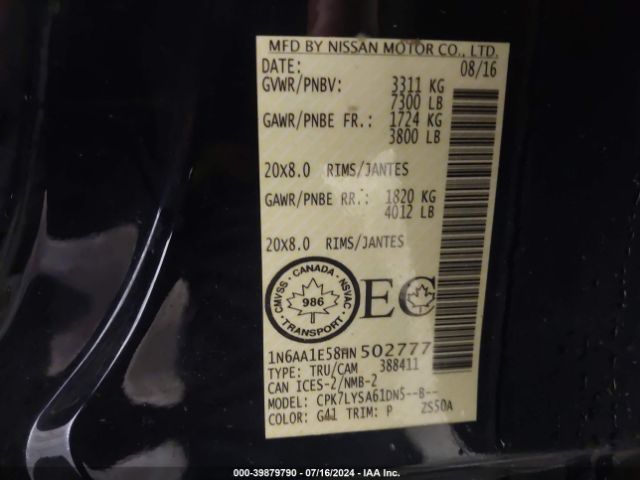 MFD BY NISSAN MOTOR CO., LTD.
DATE: 08/16
GVWR/PNBV: 3311 KG
7300 LB
GAWR/PNBE FR.: 1724 KG
3800 LB
20x8.0 RIMS/JANTES
GAWR/PNBE RR.: 1820 KG
4012 LB
20x8.0 RIMS/JANTES
CMVSS · CANADA · NSVAC
986
TRANSPORT
EC
1N6AA1E58HN502777
TYPE: TRU/CAM 388411
CAN ICES-2/NMB-2
MODEL: CPK7LYSA61DN5--B--
COLOR: G41 TRIM: P ZS50A
000-39879790 - 07/16/2024 - IAA Inc.